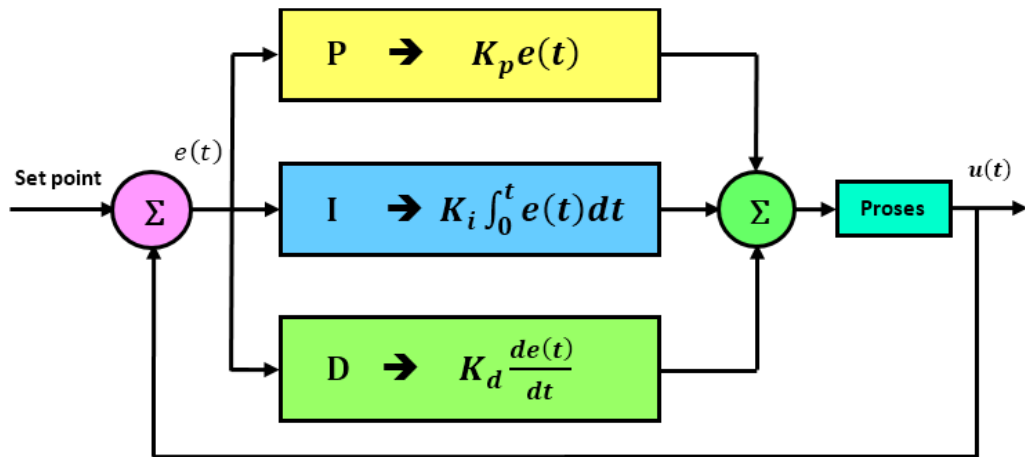 P ➔ K_p e(t)
e(t)
Set point
Σ
I ➔ K_i ∫_0^t e(t)dt
Σ
Proses
u(t)
D ➔ K_d de(t)/dt